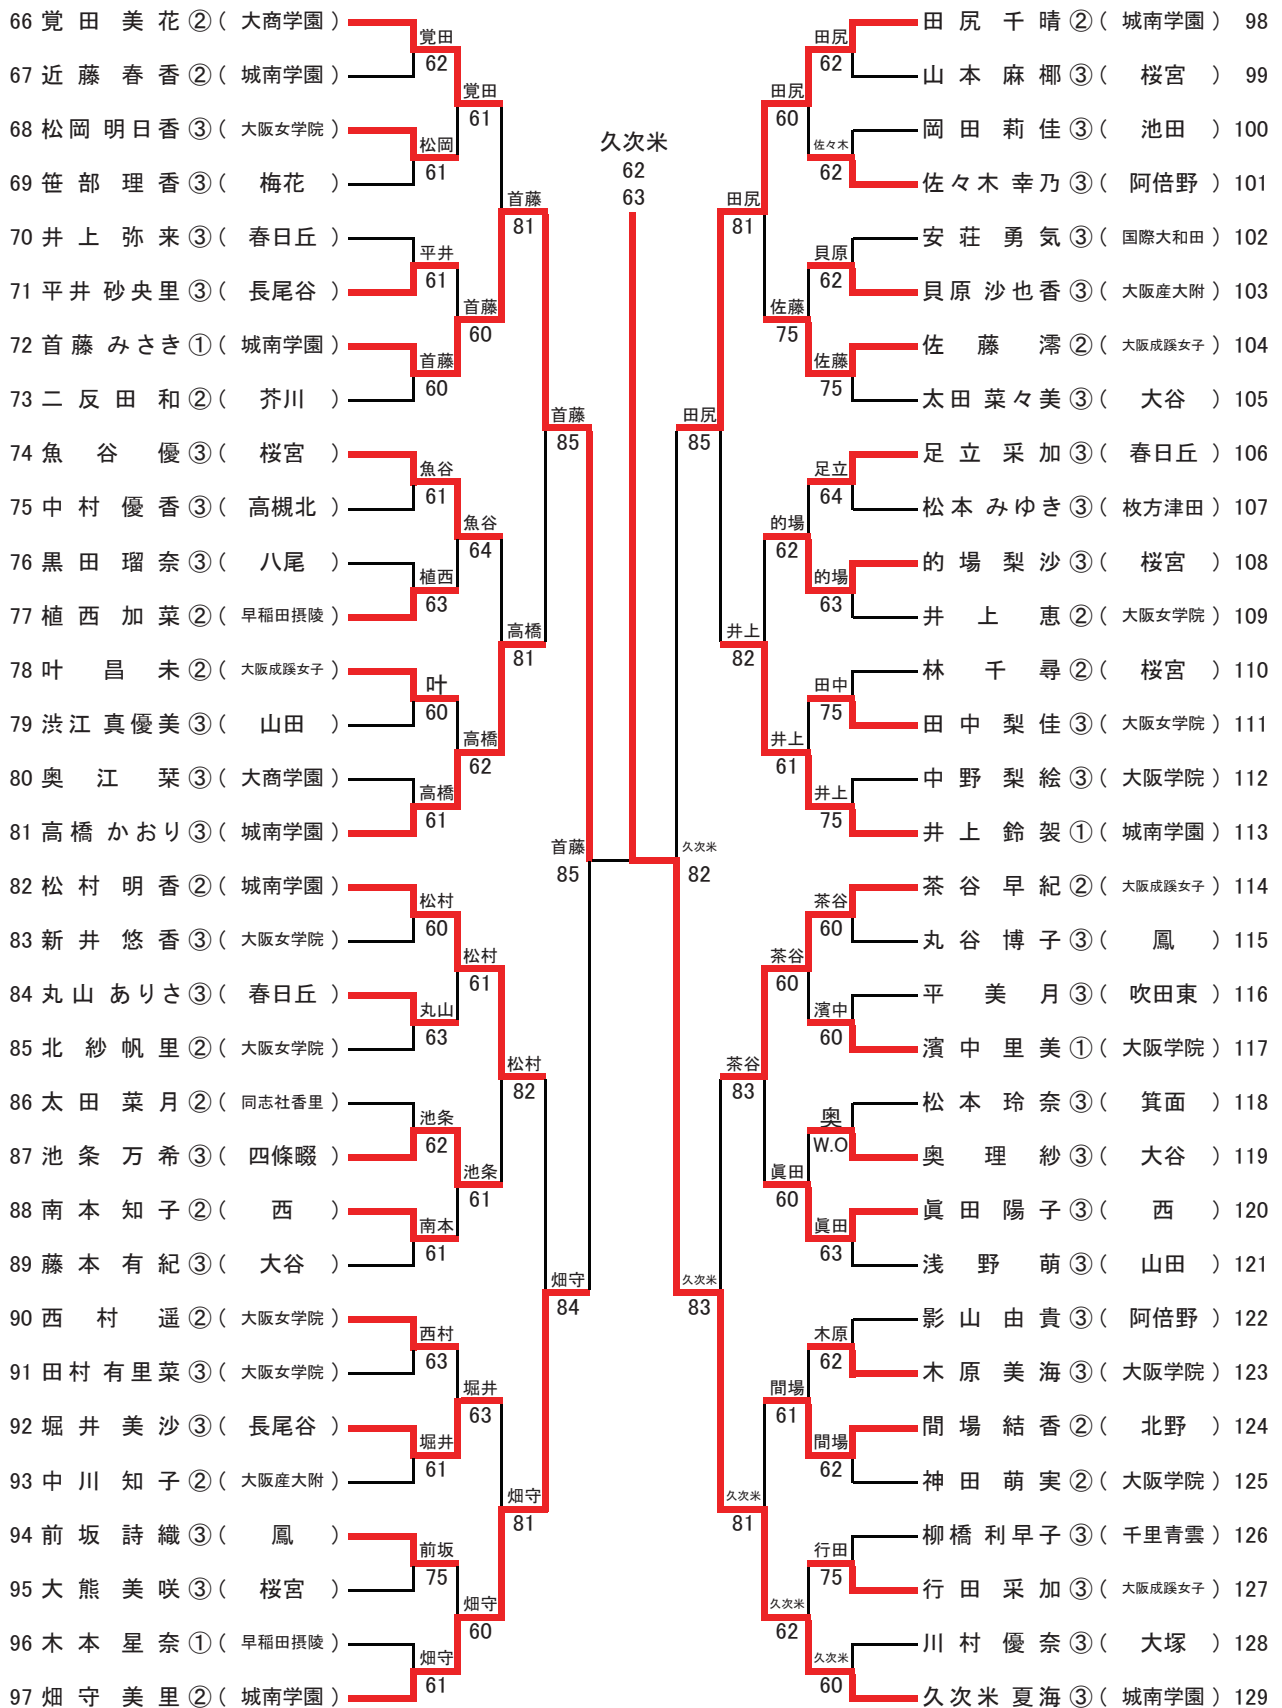 66 覚田 美花 ② ( 大商学園 )
67 近藤 春香 ② ( 城南学園 )
68 松岡 明日香 ③ ( 大阪女学院 )
69 笹部 理香 ③ ( 梅花 )
70 井上 弥来 ③ ( 春日丘 )
71 平井 砂央里 ③ ( 長尾谷 )
72 首藤 みさき ① ( 城南学園 )
73 二反田 和 ② ( 芥川 )
74 魚谷 優 ③ ( 桜宮 )
75 中村 優香 ③ ( 高槻北 )
76 黒田 瑠奈 ③ ( 八尾 )
77 植西 加菜 ② ( 早稲田摂陵 )
78 叶 昌未 ② ( 大阪成蹊女子 )
79 渋江 真優美 ③ ( 山田 )
80 奥江 栞 ③ ( 大商学園 )
81 高橋 かおり ③ ( 城南学園 )
82 松村 明香 ② ( 城南学園 )
83 新井 悠香 ③ ( 大阪女学院 )
84 丸山 ありさ ③ ( 春日丘 )
85 北 紗帆里 ② ( 大阪女学院 )
86 太田 菜月 ② ( 同志社香里 )
87 池条 万希 ③ ( 四條畷 )
88 南本 知子 ② ( 西 )
89 藤本 有紀 ③ ( 大谷 )
90 西村 遥 ② ( 大阪女学院 )
91 田村 有里菜 ③ ( 大阪女学院 )
92 堀井 美沙 ③ ( 長尾谷 )
93 中川 知子 ② ( 大阪産大附 )
94 前坂 詩織 ③ ( 鳳 )
95 大熊 美咲 ③ ( 桜宮 )
96 木本 星奈 ① ( 早稲田摂陵 )
97 畑守 美里 ② ( 城南学園 )
覚田
62
松岡
61
平井
61
首藤
60
魚谷
61
植西
63
叶
60
高橋
61
松村
60
丸山
63
池条
62
南本
61
西村
63
堀井
61
前坂
75
畑守
61
覚田
61
首藤
60
魚谷
64
高橋
62
松村
61
池条
61
堀井
63
畑守
60
首藤
81
高橋
81
松村
82
畑守
81
首藤
85
畑守
84
首藤
85
久次米
62
63
久次米
82
田尻
85
久次米
83
田尻
81
井上
82
茶谷
83
久次米
81
田尻
60
佐藤
75
的場
62
井上
61
茶谷
60
眞田
60
間場
61
久次米
62
田尻
62
佐々木
62
貝原
62
佐藤
75
足立
64
的場
63
田中
75
井上
75
茶谷
60
濱中
60
奥
W.O
眞田
63
木原
62
間場
62
行田
75
久次米
60
田尻 千晴 ② ( 城南学園 ) 98
山本 麻椰 ③ ( 桜宮 ) 99
岡田 莉佳 ③ ( 池田 ) 100
佐々木 幸乃 ③ ( 阿倍野 ) 101
安荘 勇気 ③ ( 国際大和田 ) 102
貝原 沙也香 ③ ( 大阪産大附 ) 103
佐藤 澪 ② ( 大阪成蹊女子 ) 104
太田 菜々美 ③ ( 大谷 ) 105
足立 采加 ③ ( 春日丘 ) 106
松本 みゆき ③ ( 枚方津田 ) 107
的場 梨沙 ③ ( 桜宮 ) 108
井上 恵 ② ( 大阪女学院 ) 109
林 千尋 ② ( 桜宮 ) 110
田中 梨佳 ③ ( 大阪女学院 ) 111
中野 梨絵 ③ ( 大阪学院 ) 112
井上 鈴袈 ① ( 城南学園 ) 113
茶谷 早紀 ② ( 大阪成蹊女子 ) 114
丸谷 博子 ③ ( 鳳 ) 115
平 美月 ③ ( 吹田東 ) 116
濱中 里美 ① ( 大阪学院 ) 117
松本 玲奈 ③ ( 箕面 ) 118
奥 理紗 ③ ( 大谷 ) 119
眞田 陽子 ③ ( 西 ) 120
浅野 萌 ③ ( 山田 ) 121
影山 由貴 ③ ( 阿倍野 ) 122
木原 美海 ③ ( 大阪学院 ) 123
間場 結香 ② ( 北野 ) 124
神田 萌実 ② ( 大阪学院 ) 125
柳橋 利早子 ③ ( 千里青雲 ) 126
行田 采加 ③ ( 大阪成蹊女子 ) 127
川村 優奈 ③ ( 大塚 ) 128
久次米 夏海 ③ ( 城南学園 ) 129